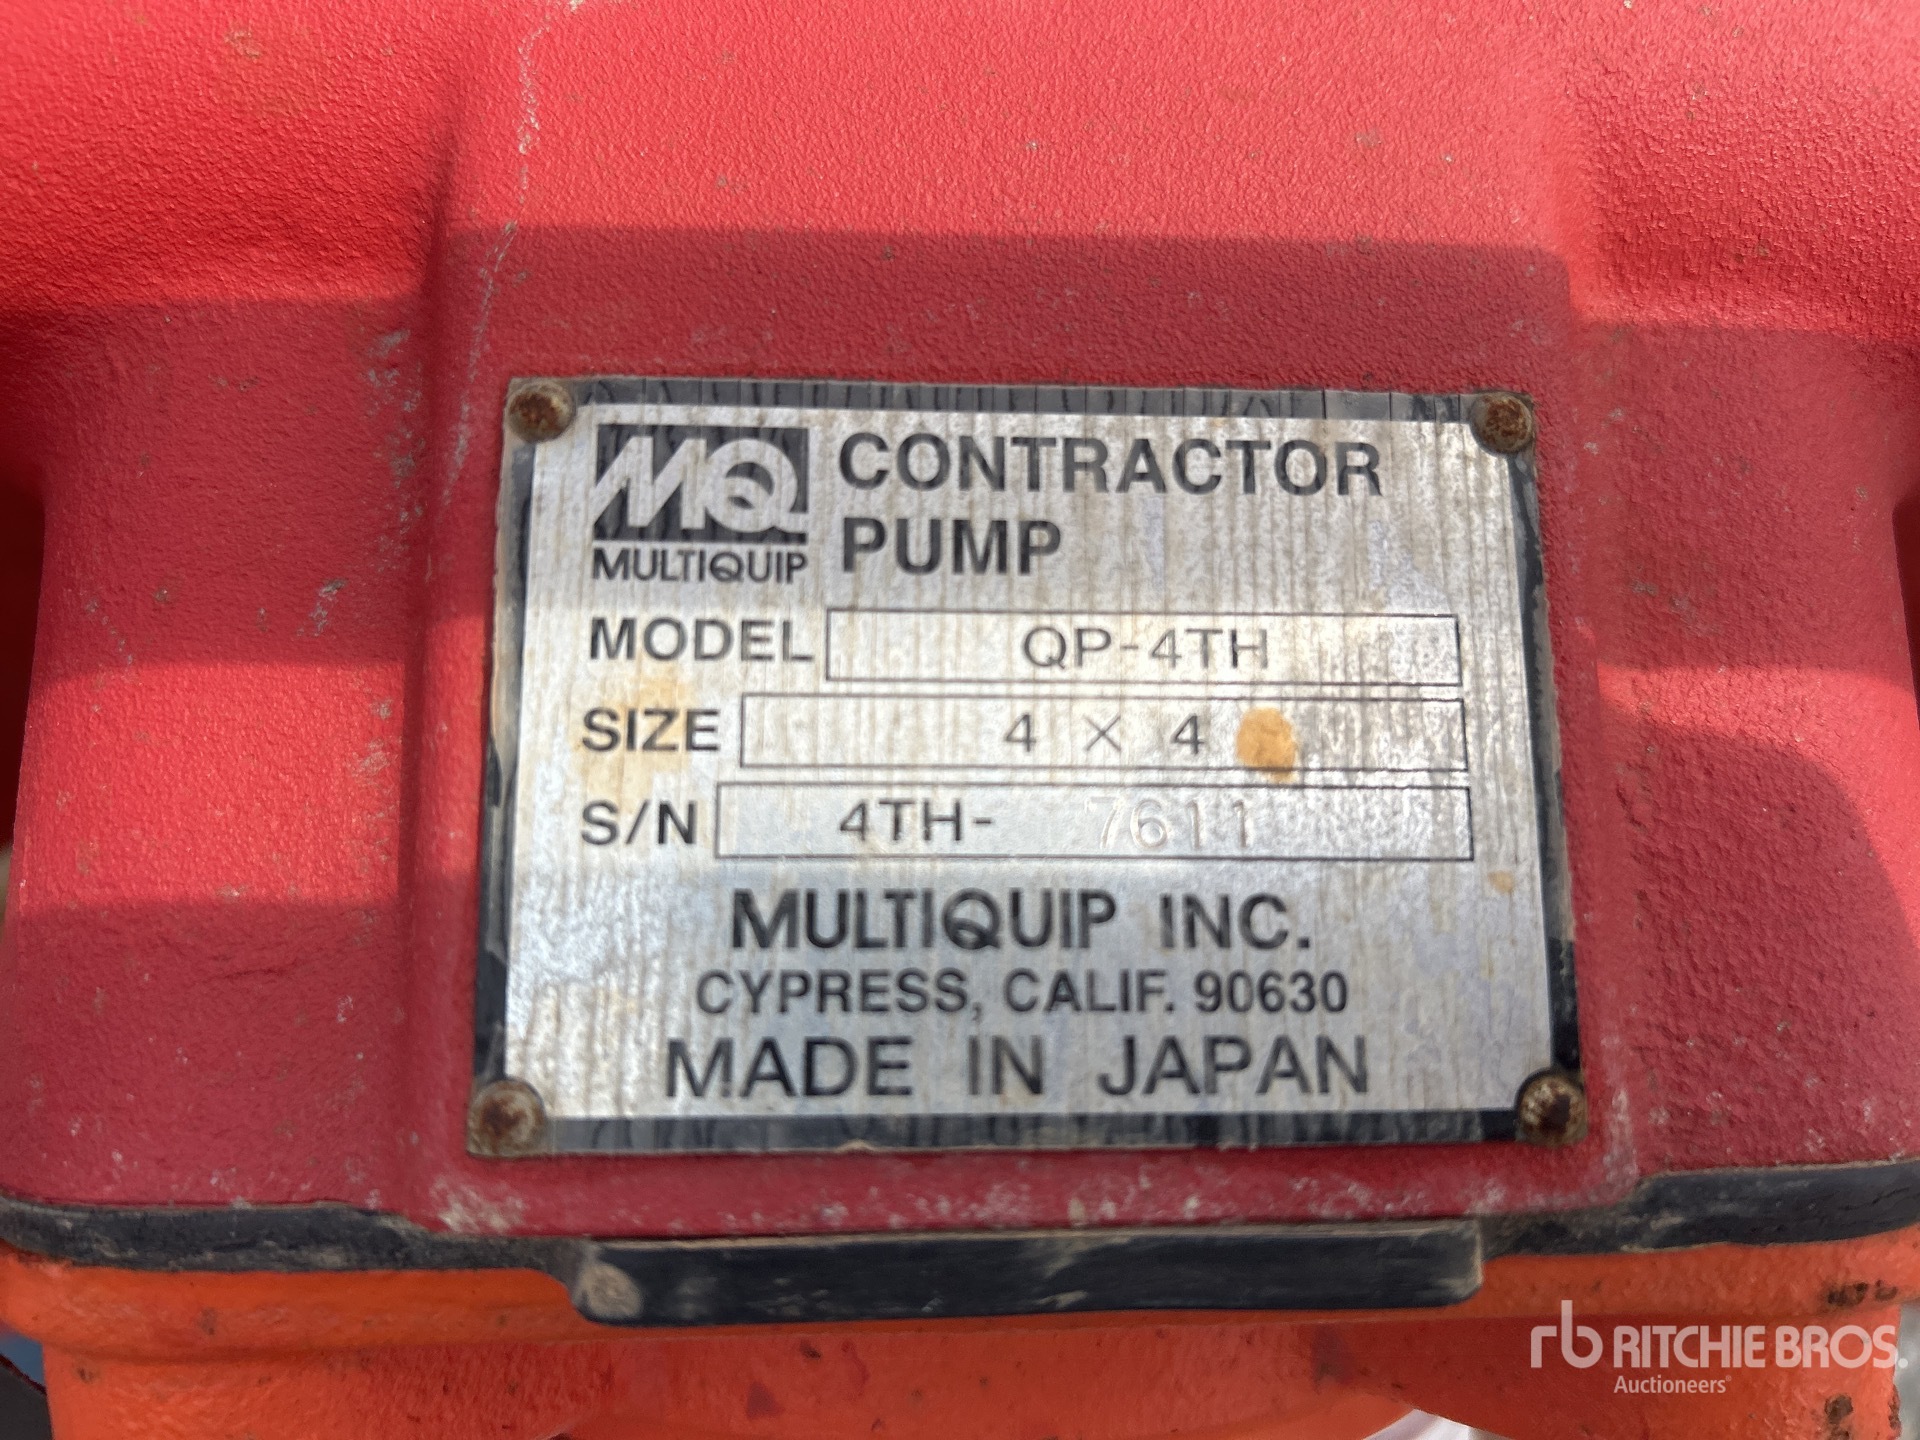 MQ CONTRACTOR
MULTIQUIP PUMP
MODEL QP-4TH
SIZE 4 × 4
S/N 4TH- 7611
MULTIQUIP INC.
CYPRESS, CALIF. 90630
MADE IN JAPAN
rb RITCHIE BROS.
Auctioneers